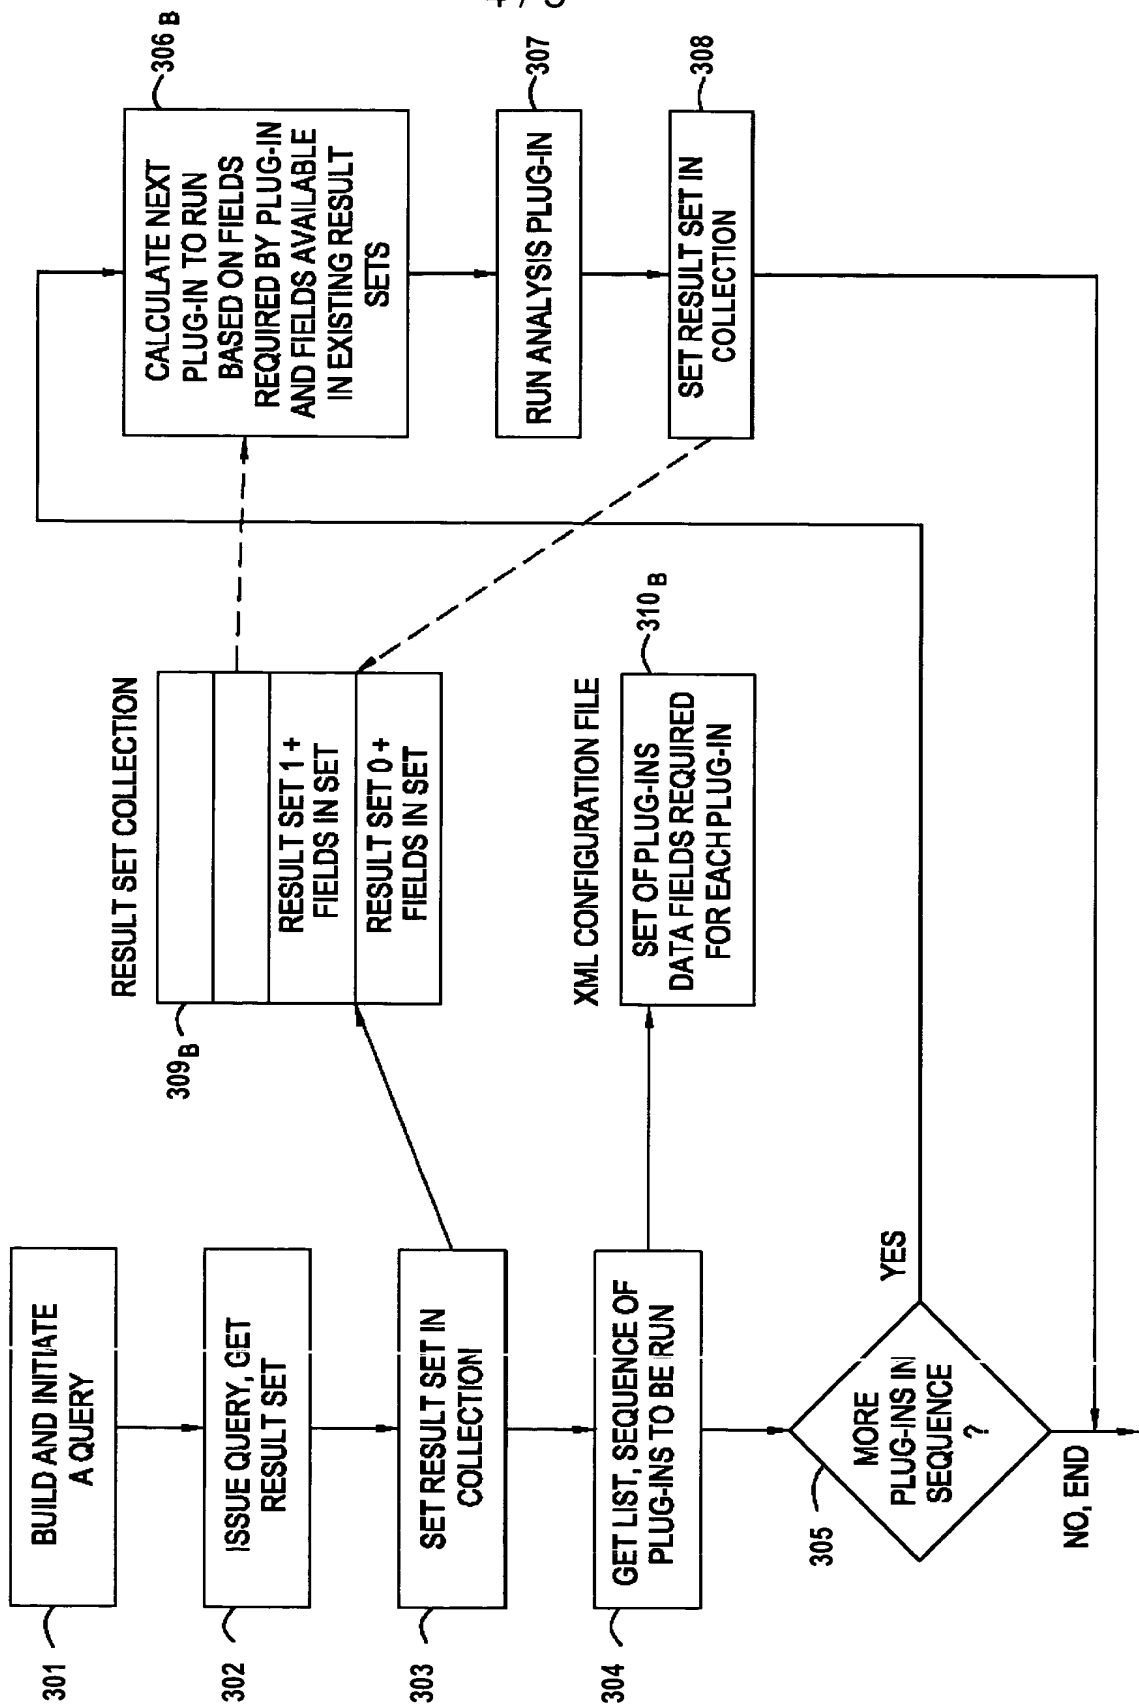 4 / 5
301
BUILD AND INITIATE
A QUERY
302
ISSUE QUERY, GET
RESULT SET
303
SET RESULT SET IN
COLLECTION
304
GET LIST, SEQUENCE OF
PLUG-INS TO BE RUN
305
MORE
PLUG-INS IN
SEQUENCE
?
YES
NO, END
RESULT SET COLLECTION
309B
RESULT SET 1 +
FIELDS IN SET
RESULT SET 0 +
FIELDS IN SET
XML CONFIGURATION FILE
310B
SET OF PLUG-INS
DATA FIELDS REQUIRED
FOR EACH PLUG-IN
306B
CALCULATE NEXT
PLUG-IN TO RUN
BASED ON FIELDS
REQUIRED BY PLUG-IN
AND FIELDS AVAILABLE
IN EXISTING RESULT
SETS
307
RUN ANALYSIS PLUG-IN
308
SET RESULT SET IN
COLLECTION